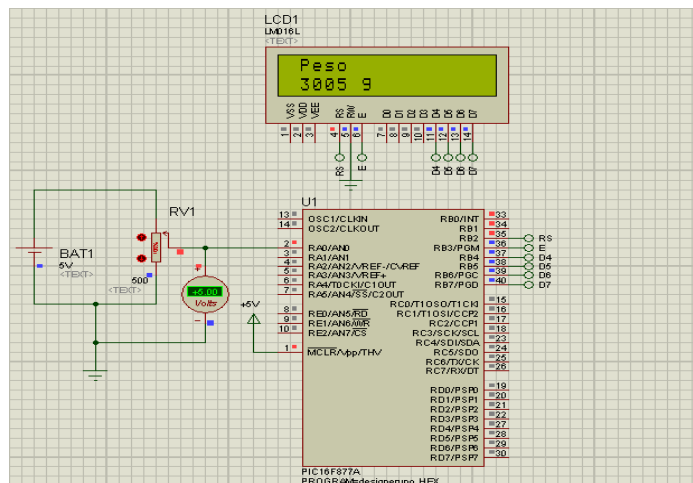 LCD1
LM016L
<TEXT>
Peso
3005 g
VSS VDD VEE RS RW E D0 D1 D2 D3 D4 D5 D6 D7
1 2 3 4 5 6 7 8 9 10 11 12 13 14
RS E D4 D5 D6 D7
RV1
BAT1
5V
<TEXT>
500
<TEXT>
+5.00
Volts
+5V
U1
13 OSC1/CLKIN RB0/INT 33
14 OSC2/CLKOUT RB1 34
RB2 35 RS
2 RA0/AN0 RB3/PGM 36 E
3 RA1/AN1 RB4 37 D4
4 RA2/AN2/VREF-/CVREF RB5 38 D5
5 RA3/AN3/VREF+ RB6/PGC 39 D6
6 RA4/T0CKI/C1OUT RB7/PGD 40 D7
7 RA5/AN4/SS/C2OUT
RC0/T1OSO/T1CKI 15
8 RE0/AN5/RD RC1/T1OSI/CCP2 16
9 RE1/AN6/WR RC2/CCP1 17
10 RE2/AN7/CS RC3/SCK/SCL 18
RC4/SDI/SDA 23
1 MCLR/Vpp/THV RC5/SDO 24
RC6/TX/CK 25
RC7/RX/DT 26
RD0/PSP0 19
RD1/PSP1 20
RD2/PSP2 21
RD3/PSP3 22
RD4/PSP4 27
RD5/PSP5 28
RD6/PSP6 29
RD7/PSP7 30
PIC16F877A